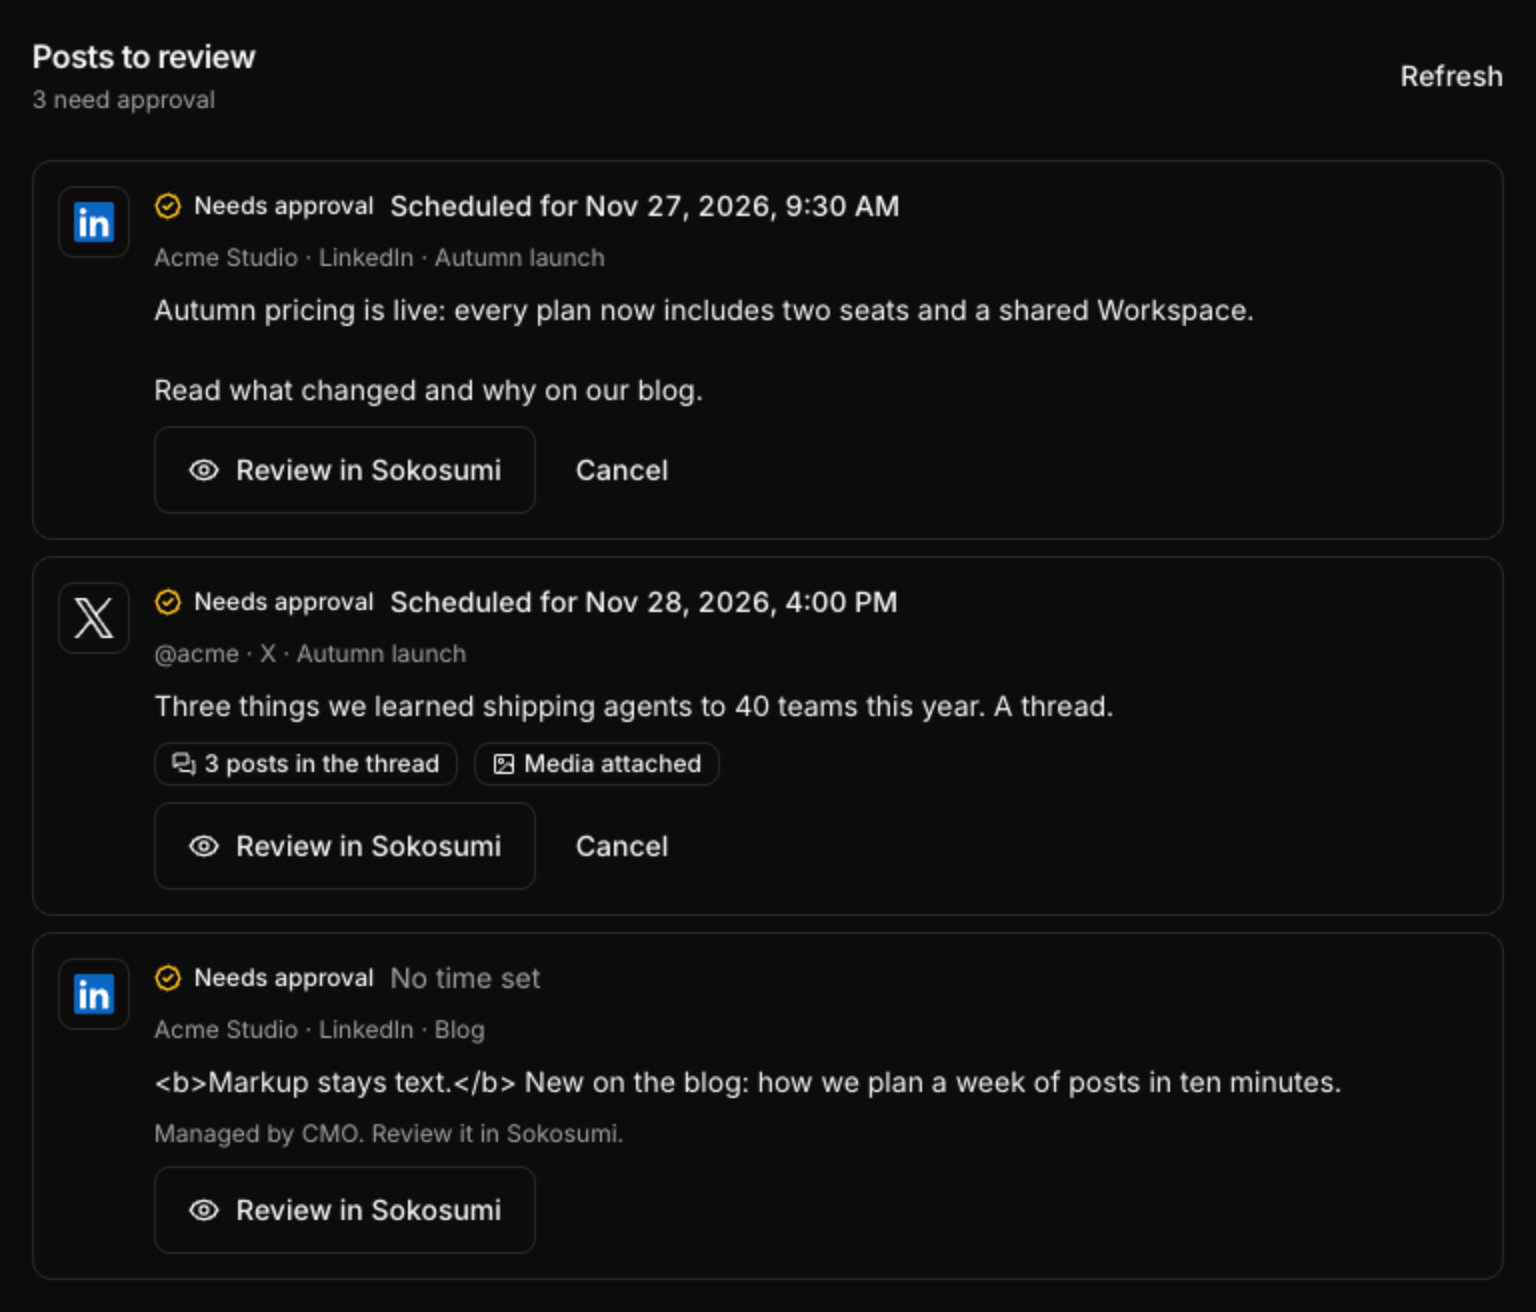 Posts to review
3 need approval
Refresh
in
Needs approval Scheduled for Nov 27, 2026, 9:30 AM
Acme Studio · LinkedIn · Autumn launch
Autumn pricing is live: every plan now includes two seats and a shared Workspace.
Read what changed and why on our blog.
Review in Sokosumi Cancel
X
Needs approval Scheduled for Nov 28, 2026, 4:00 PM
@acme · X · Autumn launch
Three things we learned shipping agents to 40 teams this year. A thread.
3 posts in the thread Media attached
Review in Sokosumi Cancel
in
Needs approval No time set
Acme Studio · LinkedIn · Blog
<b>Markup stays text.</b> New on the blog: how we plan a week of posts in ten minutes.
Managed by CMO. Review it in Sokosumi.
Review in Sokosumi